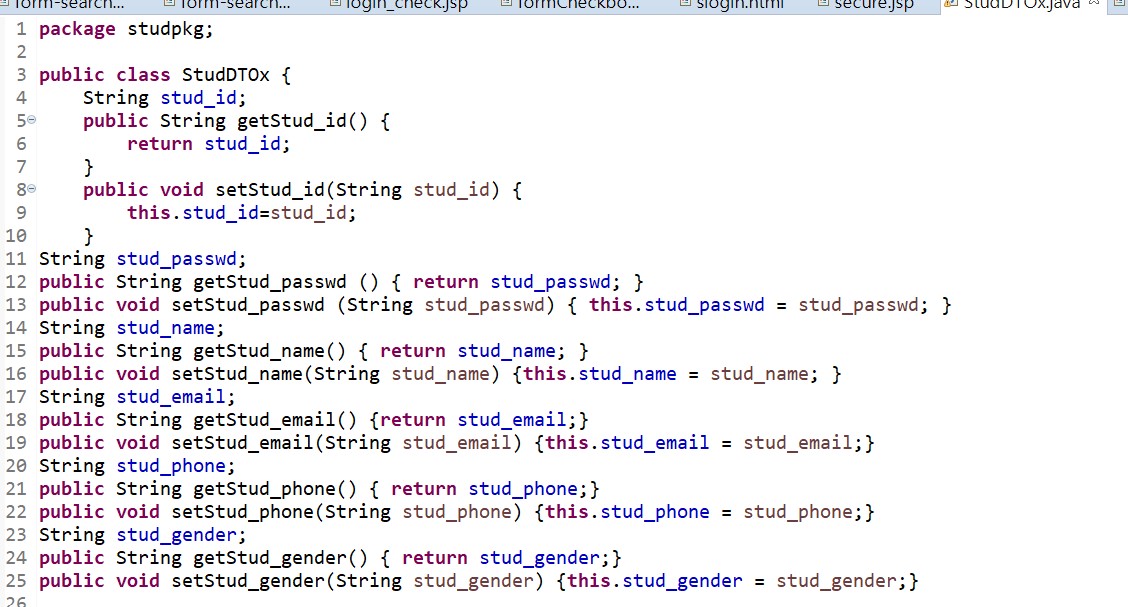 form-search... form-search... login_check.jsp formCheckbo... slogin.html secure.jsp StudDTOx.java
1 package studpkg;
2
3 public class StudDTOx {
4 String stud_id;
5 public String getStud_id() {
6 return stud_id;
7 }
8 public void setStud_id(String stud_id) {
9 this.stud_id=stud_id;
10 }
11 String stud_passwd;
12 public String getStud_passwd () { return stud_passwd; }
13 public void setStud_passwd (String stud_passwd) { this.stud_passwd = stud_passwd; }
14 String stud_name;
15 public String getStud_name() { return stud_name; }
16 public void setStud_name(String stud_name) {this.stud_name = stud_name; }
17 String stud_email;
18 public String getStud_email() {return stud_email;}
19 public void setStud_email(String stud_email) {this.stud_email = stud_email;}
20 String stud_phone;
21 public String getStud_phone() { return stud_phone;}
22 public void setStud_phone(String stud_phone) {this.stud_phone = stud_phone;}
23 String stud_gender;
24 public String getStud_gender() { return stud_gender;}
25 public void setStud_gender(String stud_gender) {this.stud_gender = stud_gender;}
26